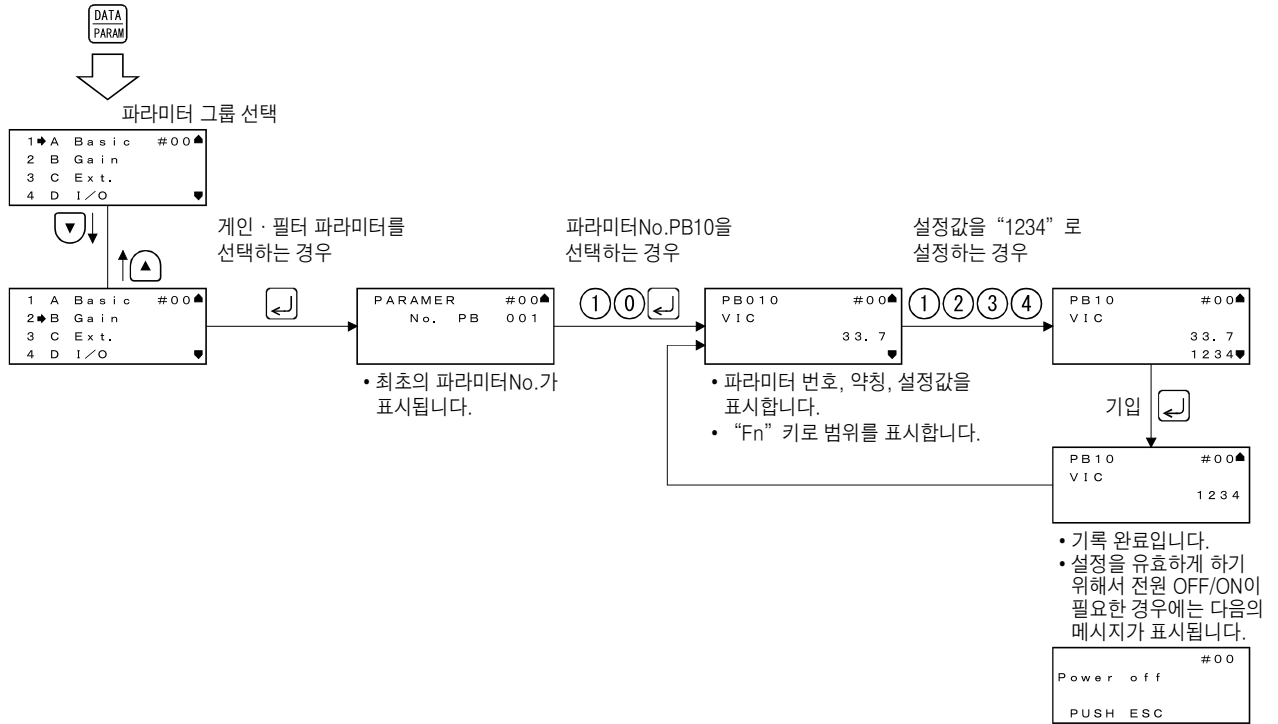 DATA
PARAM
파라미터 그룹 선택
1 A Basic #00
2 B Gain
3 C Ext.
4 D I/O
게인 · 필터 파라미터를
선택하는 경우
파라미터No.PB10을
선택하는 경우
설정값을 “1234” 로
설정하는 경우
1 A Basic #00
2 B Gain
3 C Ext.
4 D I/O
PARAMER #00
No. PB 001
1 0
PB010 #00
VIC
33.7
1 2 3 4
PB10 #00
VIC
33.7
1234
• 최초의 파라미터No.가
표시됩니다.
• 파라미터 번호, 약칭, 설정값을
표시합니다.
• “Fn” 키로 범위를 표시합니다.
기입
PB10 #00
VIC
1234
• 기록 완료입니다.
• 설정을 유효하게 하기
위해서 전원 OFF/ON이
필요한 경우에는 다음의
메시지가 표시됩니다.
#00
Power off
PUSH ESC